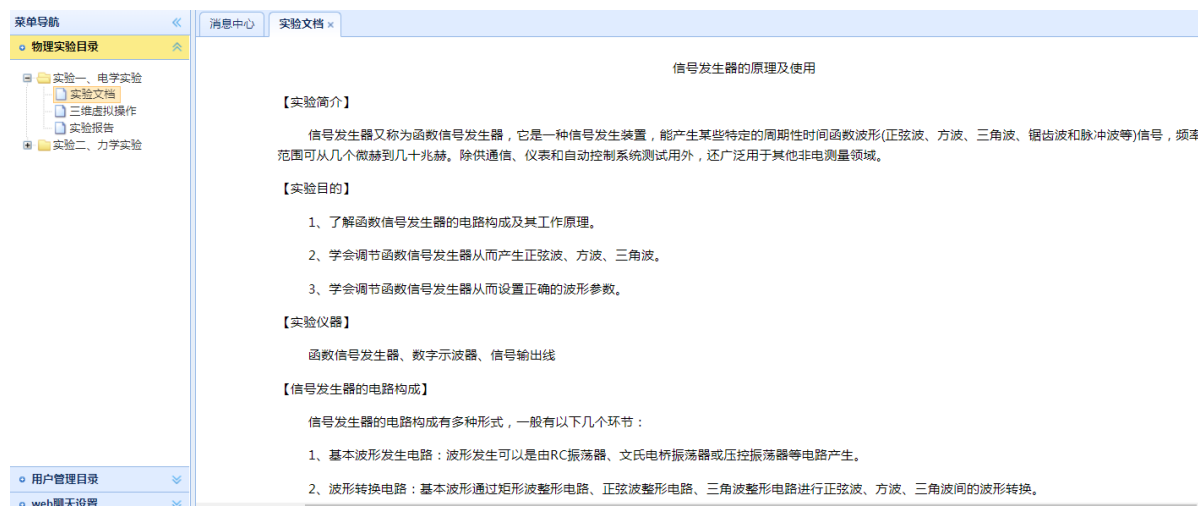 菜单导航
物理实验目录
实验一、电学实验
实验文档
三维虚拟操作
实验报告
实验二、力学实验
用户管理目录
web聊天设置
消息中心
实验文档
信号发生器的原理及使用
【实验简介】
信号发生器又称为函数信号发生器，它是一种信号发生装置，能产生某些特定的周期性时间函数波形(正弦波、方波、三角波、锯齿波和脉冲波等)信号，频率
范围可从几个微赫到几十兆赫。除供通信、仪表和自动控制系统测试用外，还广泛用于其他非电测量领域。
【实验目的】
1、了解函数信号发生器的电路构成及其工作原理。
2、学会调节函数信号发生器从而产生正弦波、方波、三角波。
3、学会调节函数信号发生器从而设置正确的波形参数。
【实验仪器】
函数信号发生器、数字示波器、信号输出线
【信号发生器的电路构成】
信号发生器的电路构成有多种形式，一般有以下几个环节：
1、基本波形发生电路：波形发生可以是由RC振荡器、文氏电桥振荡器或压控振荡器等电路产生。
2、波形转换电路：基本波形通过矩形波整形电路、正弦波整形电路、三角波整形电路进行正弦波、方波、三角波间的波形转换。